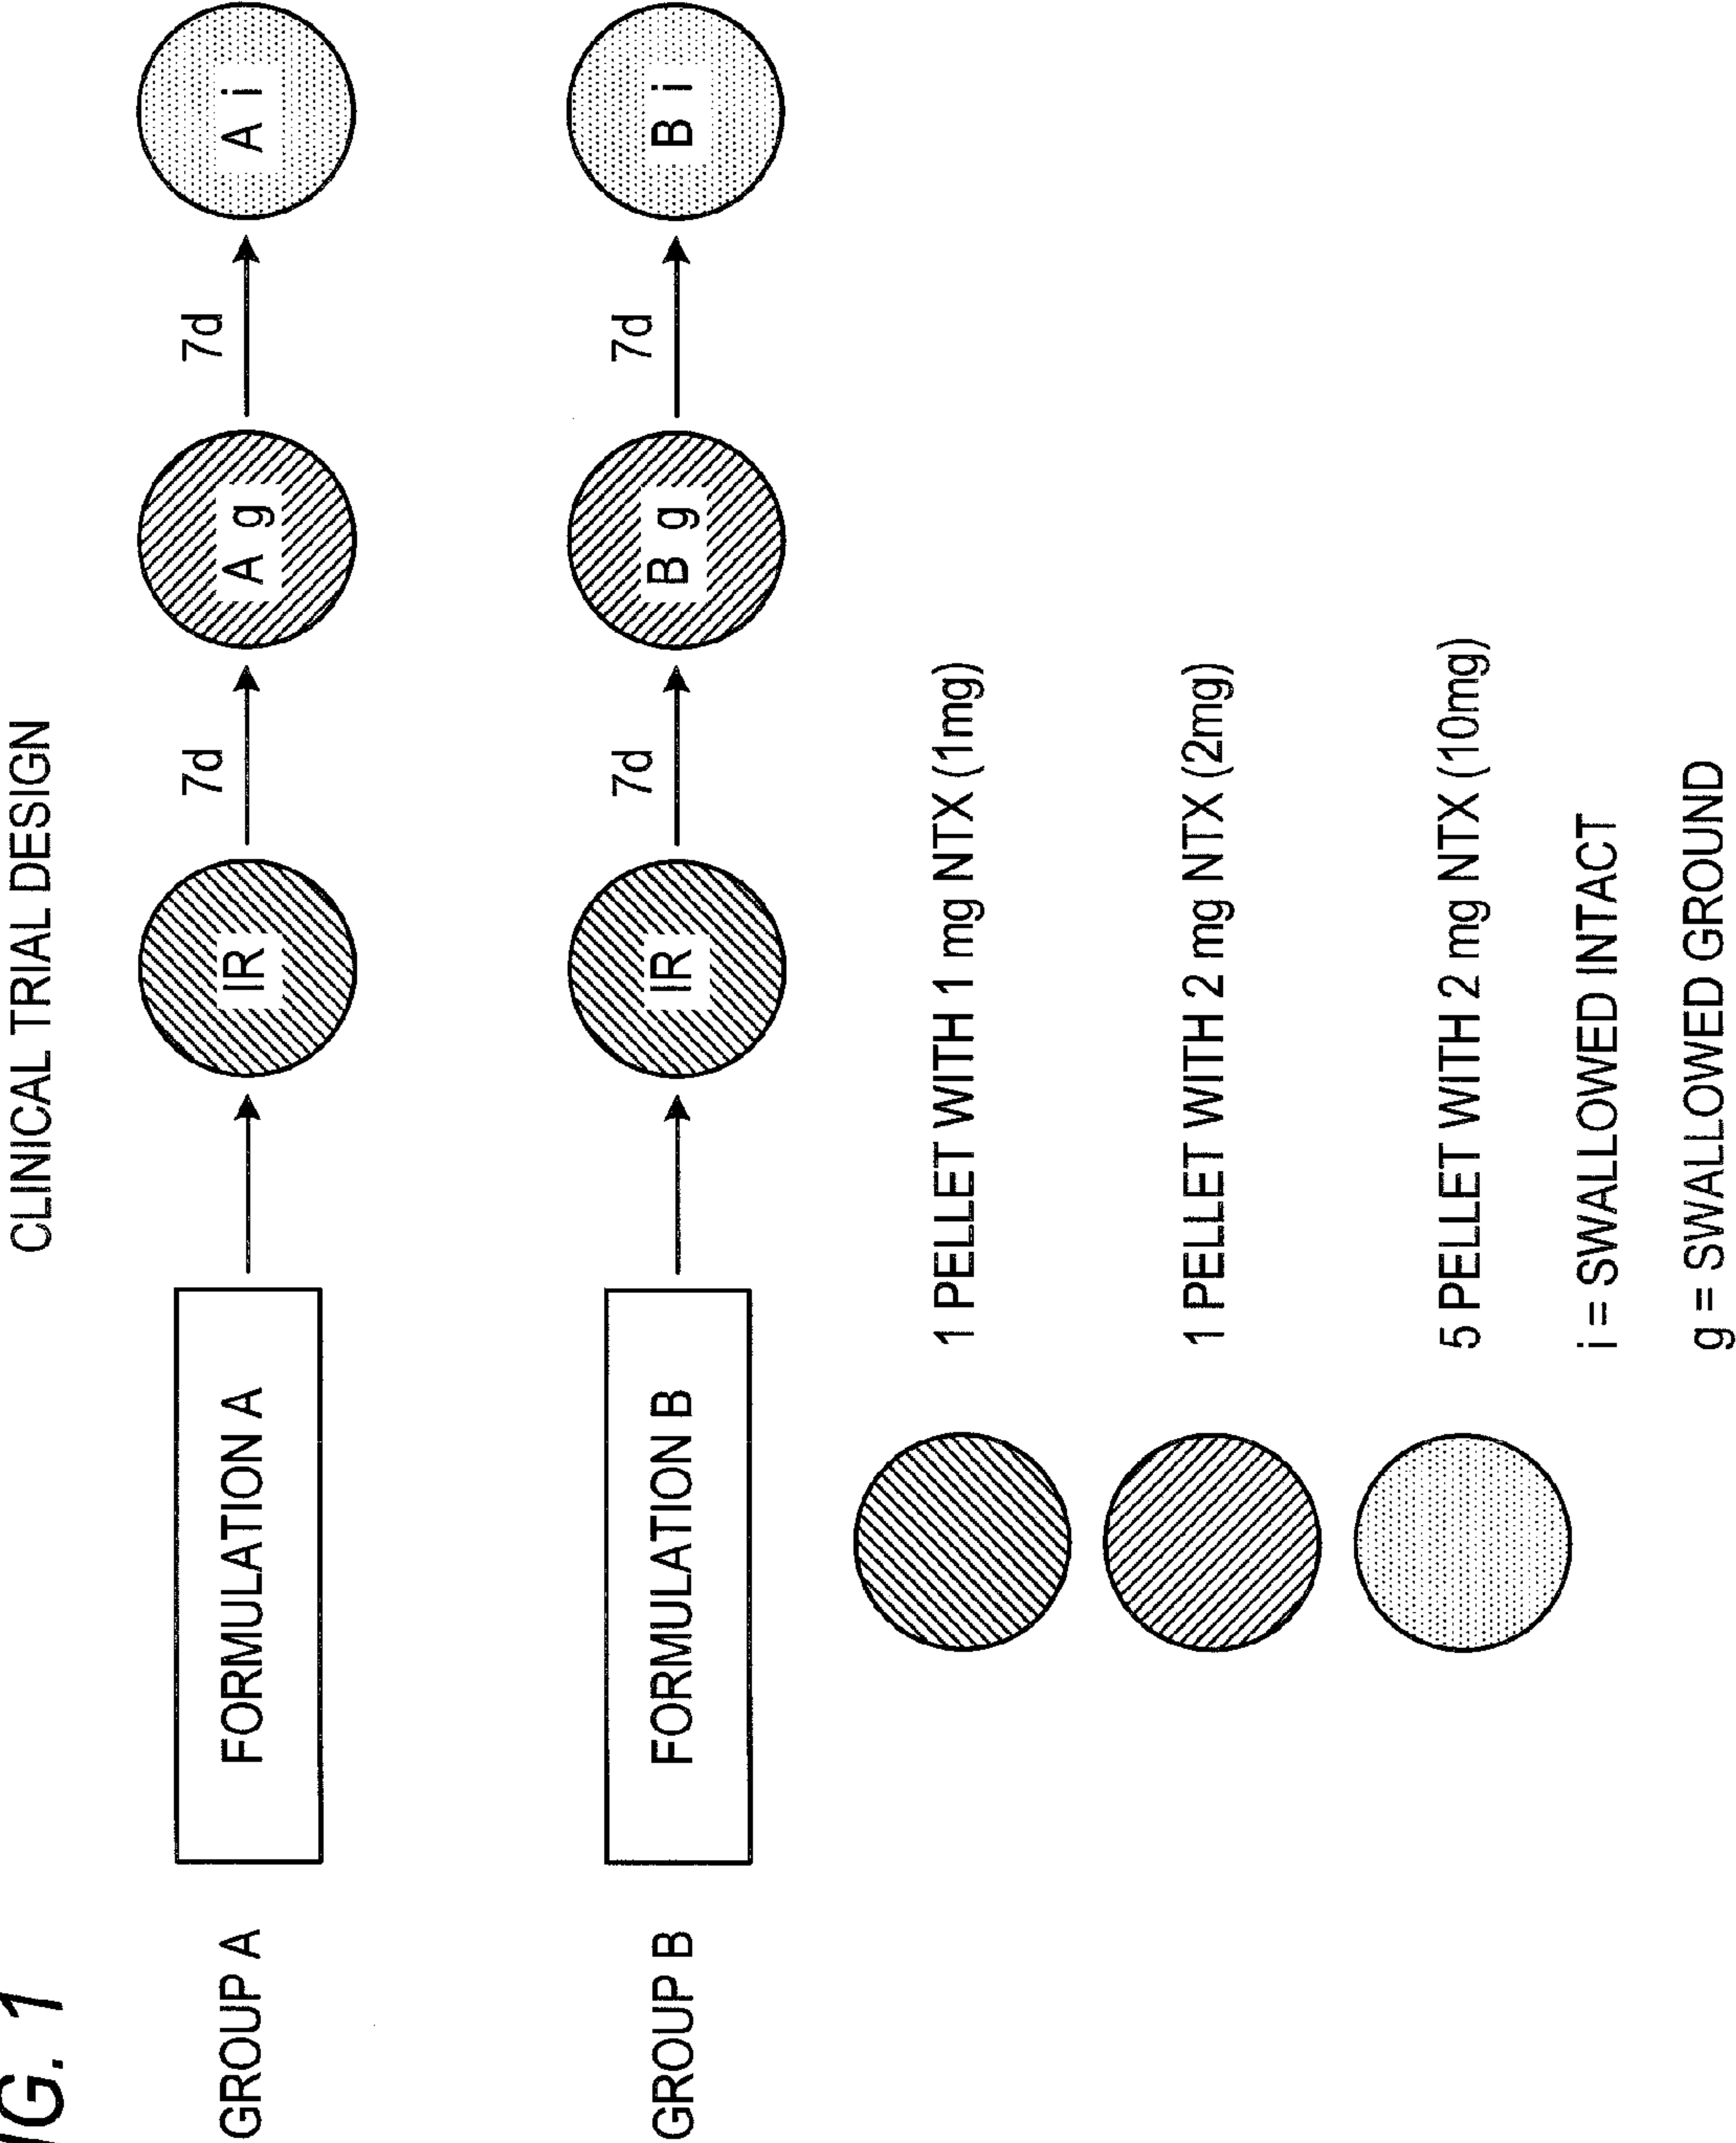 IG. 1
CLINICAL TRIAL DESIGN
GROUP A FORMULATION A IR 7d A g 7d A i
GROUP B FORMULATION B IR 7d B g 7d B i
1 PELLET WITH 1 mg NTX (1mg)
1 PELLET WITH 2 mg NTX (2mg)
5 PELLET WITH 2 mg NTX (10mg)
i = SWALLOWED INTACT
g = SWALLOWED GROUND